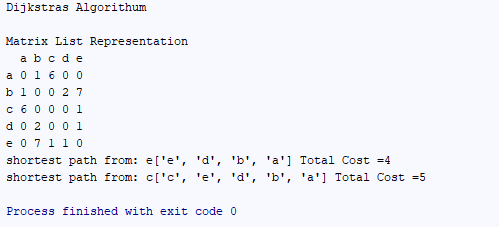 Dijkstras Algorithum
Matrix List Representation
a b c d e
a 0 1 6 0 0
b 1 0 0 2 7
c 6 0 0 0 1
d 0 2 0 0 1
e 0 7 1 1 0
shortest path from: e['e', 'd', 'b', 'a'] Total Cost =4
shortest path from: c['c', 'e', 'd', 'b', 'a'] Total Cost =5
Process finished with exit code 0